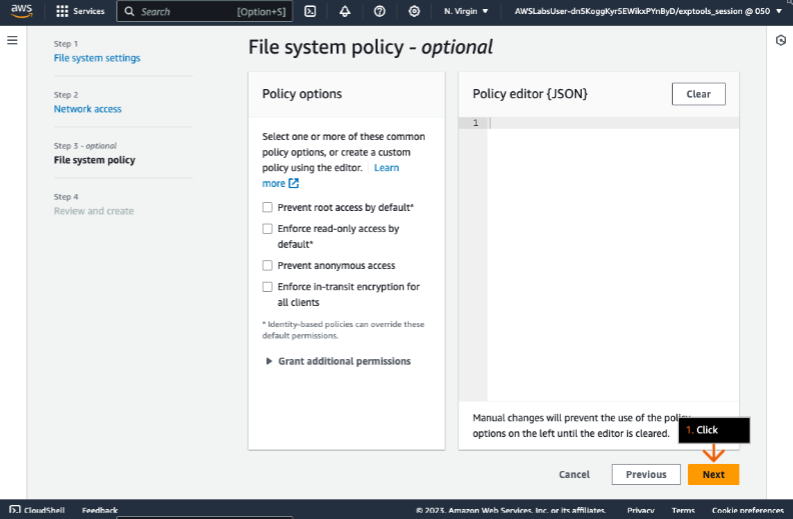 aws
Services
Search
[Option+S]
N. Virgin ▼
Step 1
File system settings
Step 2
Network access
Step 3 - optional
File system policy
Step 4
Review and create
File system policy - optional
Policy options
Select one or more of these common
policy options, or create a custom
policy using the editor. Learn
more
Prevent root access by default*
Enforce read-only access by
default*
Prevent anonymous access
Enforce in-transit encryption for
all clients
* Identity-based policies can override these
default permissions.
Grant additional permissions
Policy editor {JSON}
Clear
1
Manual changes will prevent the use of the policy
options on the left until the editor is cleared.
1. Click
Cancel
Previous
Next
CloudShell
Feedback
© 2023, Amazon Web Services, Inc. or its affiliates.
Privacy
Terms
Cookie preferences